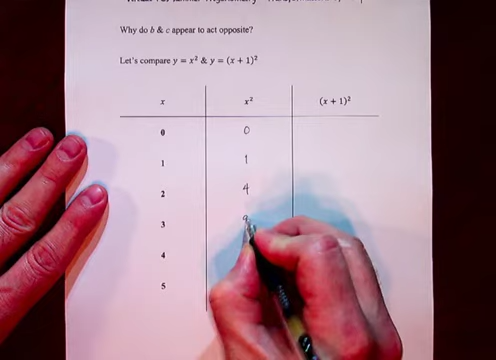 Why do b & c appear to act opposite?
Let's compare y = x² & y = (x + 1)²
x x² (x + 1)²
0 0
1 1
2 4
3 9
4
5